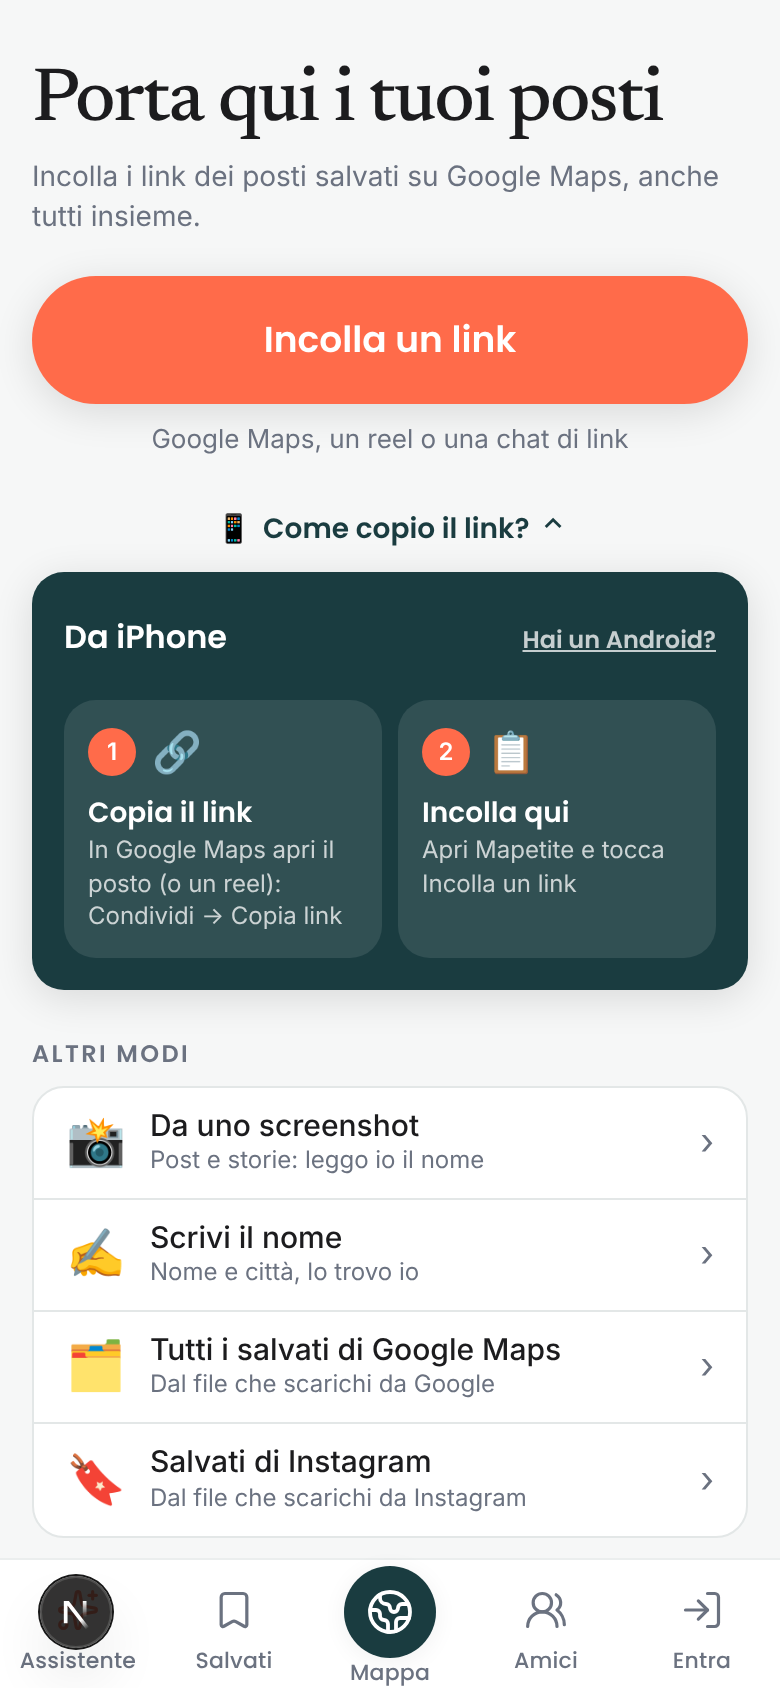 Porta qui i tuoi posti
Incolla i link dei posti salvati su Google Maps, anche
tutti insieme.
Incolla un link
Google Maps, un reel o una chat di link
Come copio il link?
Da iPhone
Hai un Android?
1
Copia il link
In Google Maps apri il
posto (o un reel):
Condividi → Copia link
2
Incolla qui
Apri Mapetite e tocca
Incolla un link
ALTRI MODI
Da uno screenshot
Post e storie: leggo io il nome
Scrivi il nome
Nome e città, lo trovo io
Tutti i salvati di Google Maps
Dal file che scarichi da Google
Salvati di Instagram
Dal file che scarichi da Instagram
N
Assistente
Salvati
Mappa
Amici
Entra